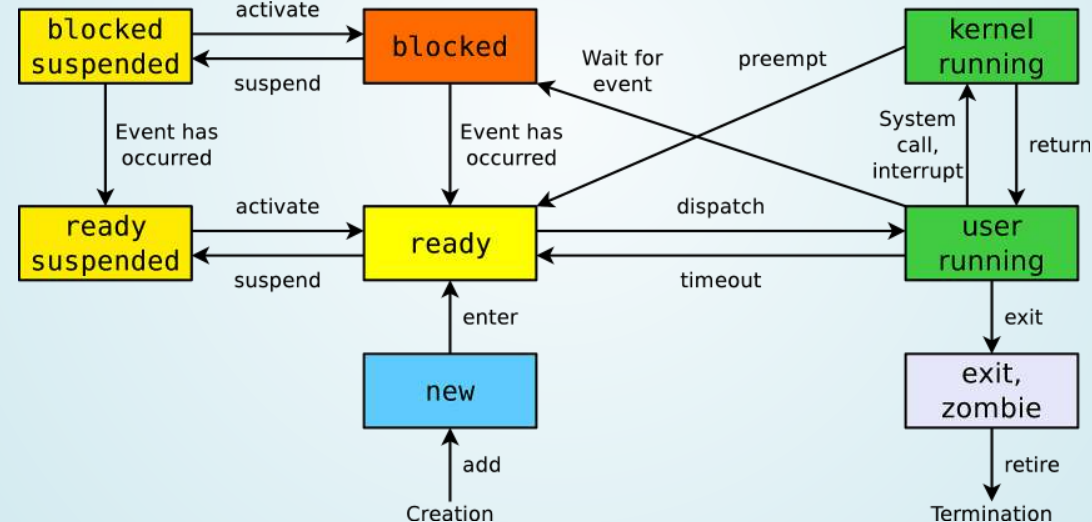 activate
blocked
suspended
blocked
suspend
Wait for
event
preempt
kernel
running
Event has
occurred
Event has
occurred
System
call,
interrupt
return
ready
suspended
activate
suspend
ready
dispatch
timeout
user
running
enter
exit
new
exit,
zombie
add
retire
Creation
Termination